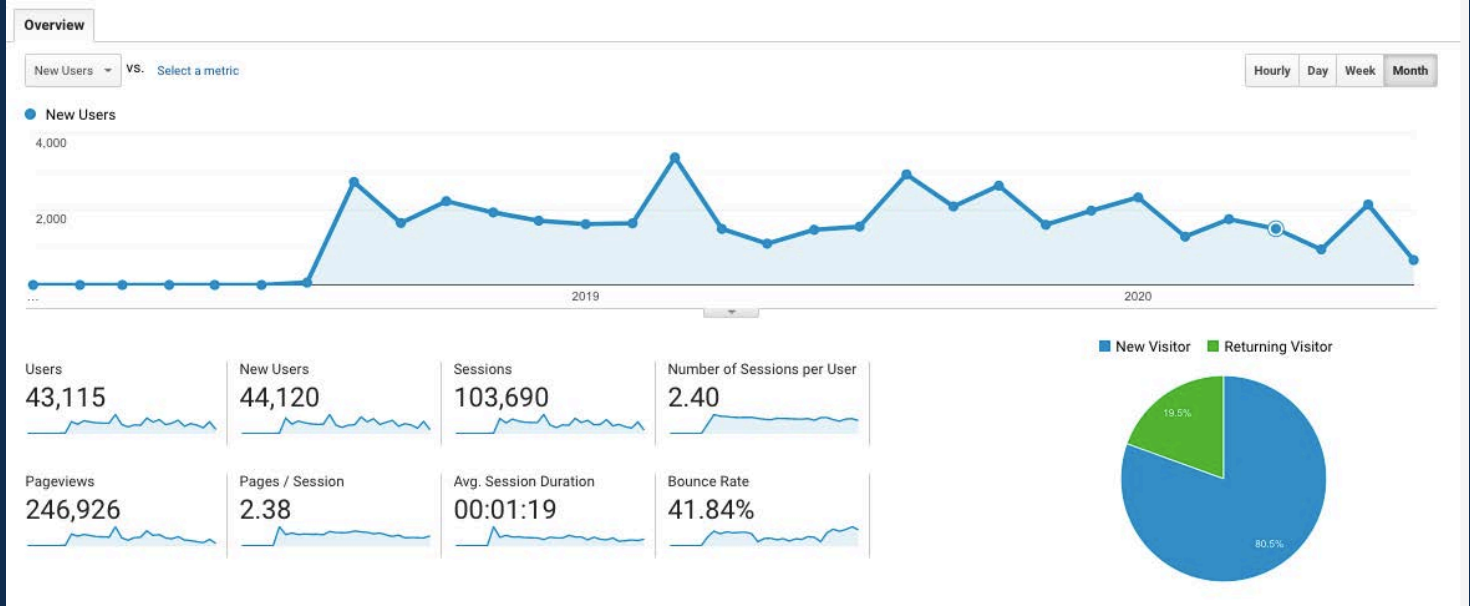 Overview
New Users VS. Select a metric
Hourly Day Week Month
New Users
4,000
2,000
... 2019 2020
New Visitor Returning Visitor
Users New Users Sessions Number of Sessions per User
43,115 44,120 103,690 2.40
19.5%
Pageviews Pages / Session Avg. Session Duration Bounce Rate
246,926 2.38 00:01:19 41.84%
80.5%